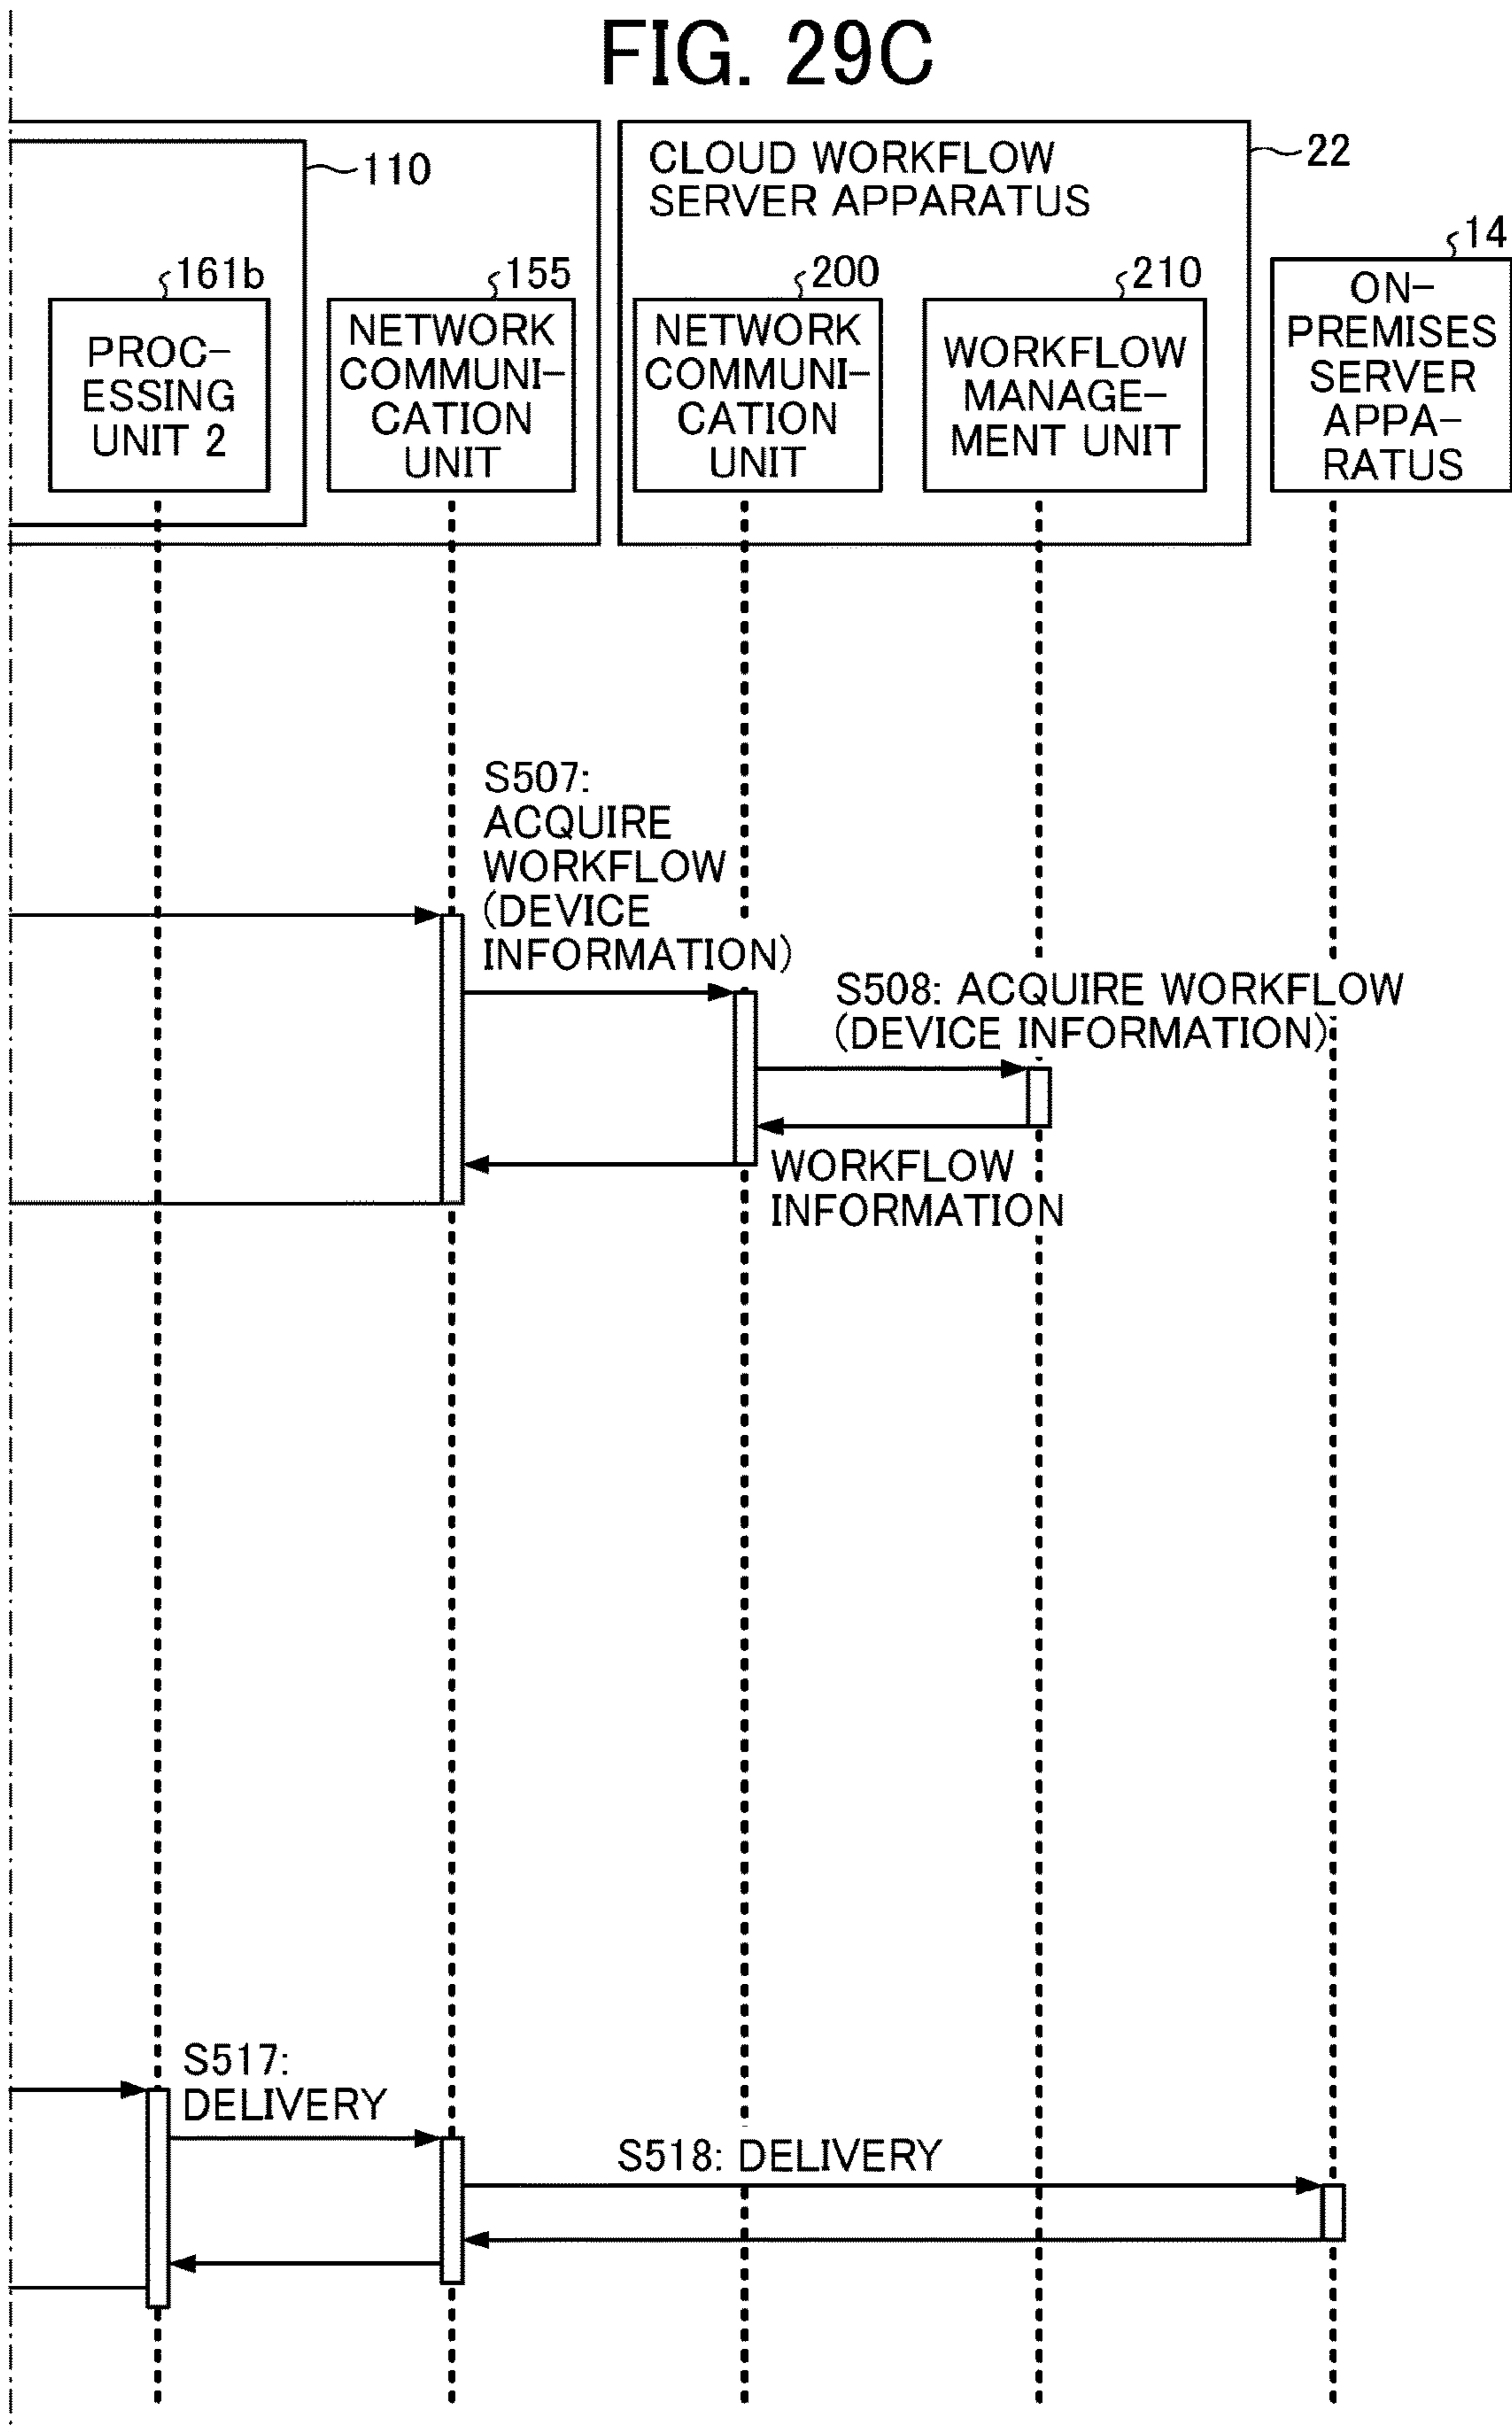 FIG. 29C
110
CLOUD WORKFLOW
SERVER APPARATUS
22
161b
PROC-
ESSING
UNIT 2
155
NETWORK
COMMUNI-
CATION
UNIT
200
NETWORK
COMMUNI-
CATION
UNIT
210
WORKFLOW
MANAGE-
MENT UNIT
14
ON-
PREMISES
SERVER
APPA-
RATUS
S507:
ACQUIRE
WORKFLOW
(DEVICE
INFORMATION)
S508: ACQUIRE WORKFLOW
(DEVICE INFORMATION)
WORKFLOW
INFORMATION
S517:
DELIVERY
S518: DELIVERY